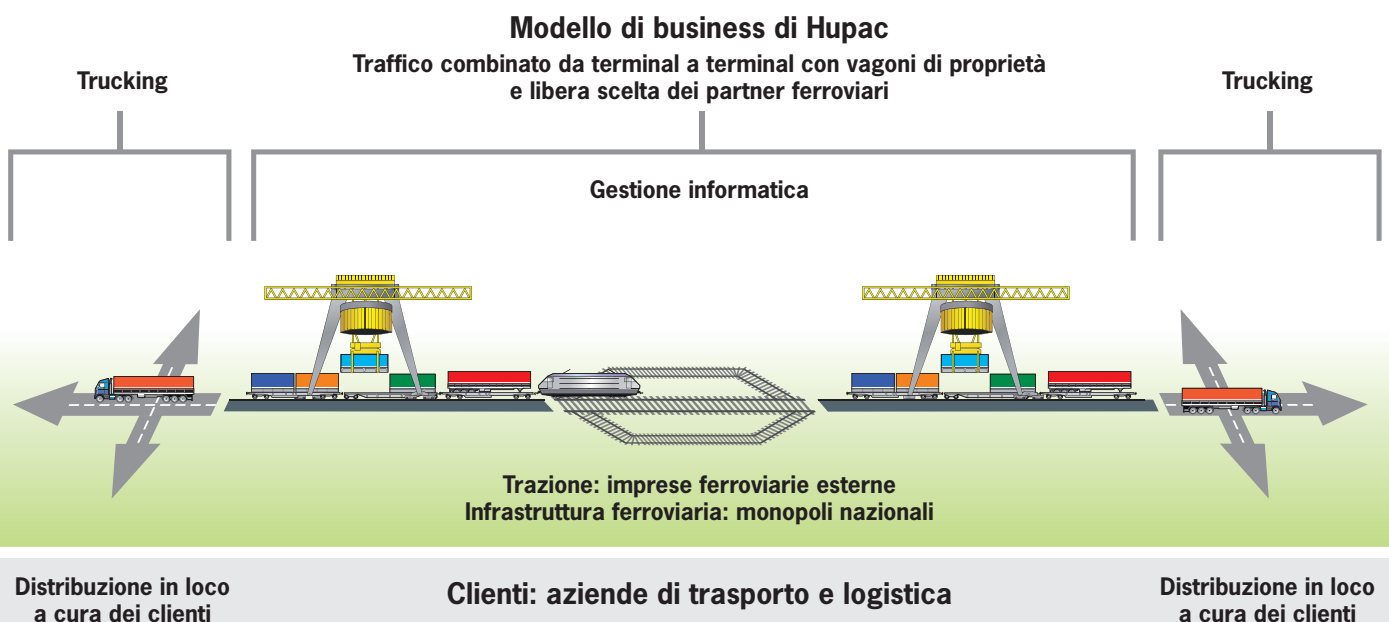 Modello di business di Hupac
Traffico combinato da terminal a terminal con vagoni di proprietà
e libera scelta dei partner ferroviari
Trucking
Trucking
Gestione informatica
Trazione: imprese ferroviarie esterne
Infrastruttura ferroviaria: monopoli nazionali
Distribuzione in loco
a cura dei clienti
Clienti: aziende di trasporto e logistica
Distribuzione in loco
a cura dei clienti